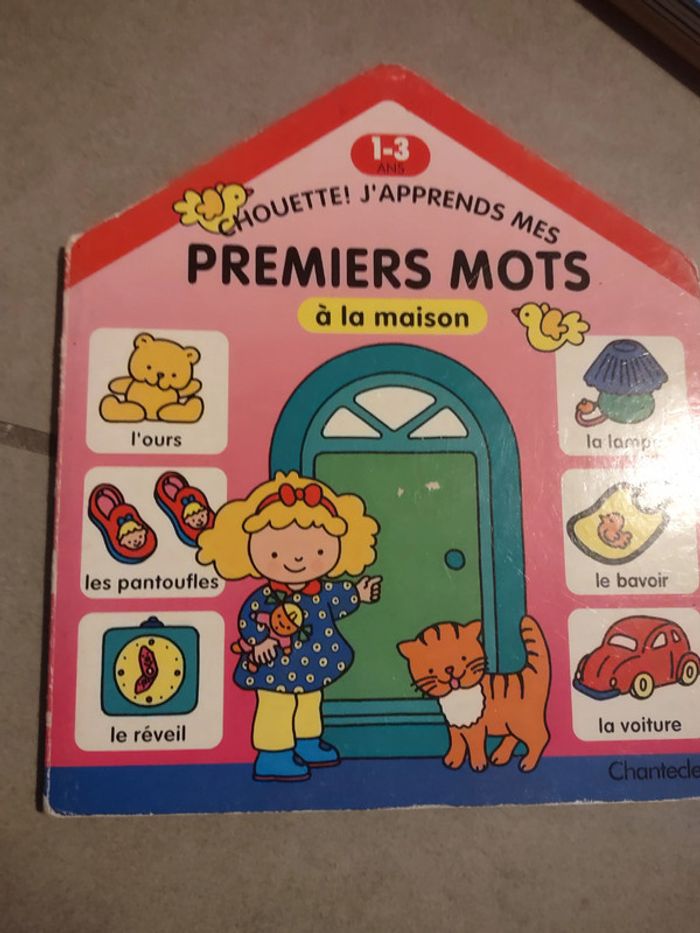 1-3
ANS
CHOUETTE! J'APPRENDS MES
PREMIERS MOTS
à la maison
l'ours
la lampe
les pantoufles
le bavoir
le réveil
la voiture
Chantecle